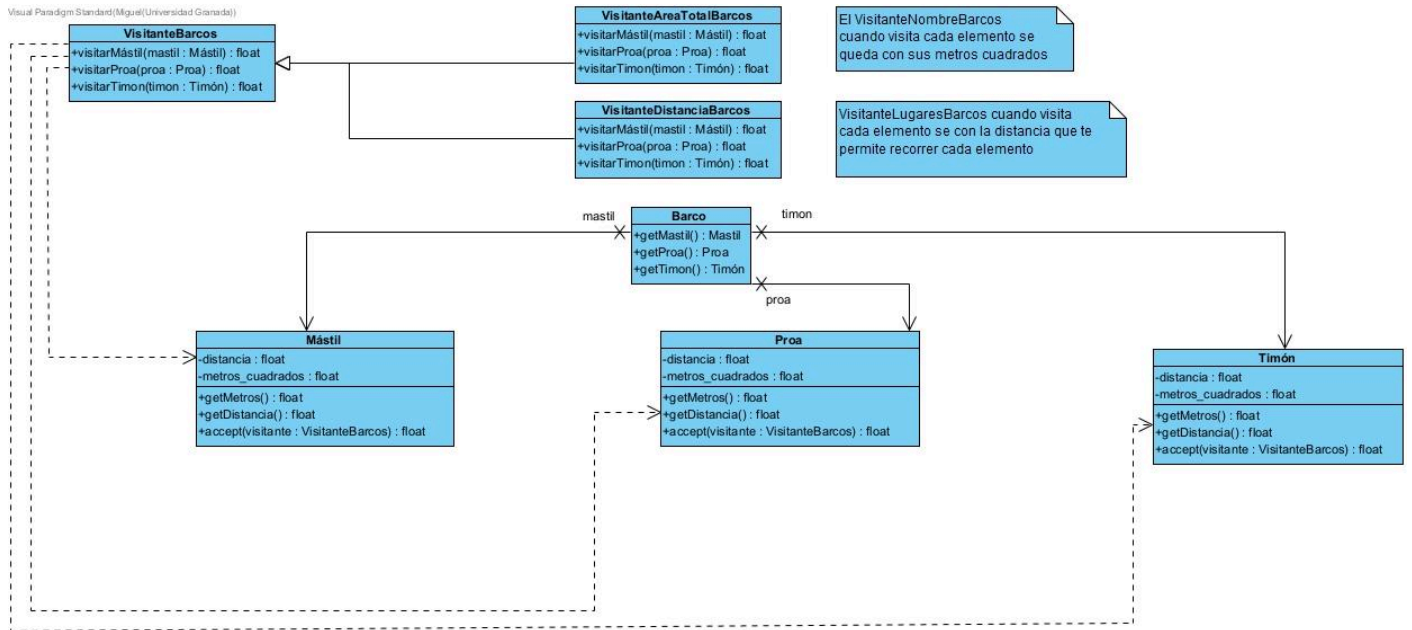 Visual Paradigm Standard(Miguel(Universidad Granada))
VisitanteBarcos
+visitarMástil(mastil : Mástil) : float
+visitarProa(proa : Proa) : float
+visitarTimon(timon : Timón) : float
VisitanteAreaTotalBarcos
+visitarMástil(mastil : Mástil) : float
+visitarProa(proa : Proa) : float
+visitarTimon(timon : Timón) : float
El VisitanteNombreBarcos
cuando visita cada elemento se
queda con sus metros cuadrados
VisitanteDistanciaBarcos
+visitarMástil(mastil : Mástil) : float
+visitarProa(proa : Proa) : float
+visitarTimon(timon : Timón) : float
VisitanteLugaresBarcos cuando visita
cada elemento se con la distancia que te
permite recorrer cada elemento
mastil
Barco
timon
+getMastil() : Mastil
+getProa() : Proa
+getTimon() : Timón
proa
Mástil
-distancia : float
-metros_cuadrados : float
+getMetros() : float
+getDistancia() : float
+accept(visitante : VisitanteBarcos) : float
Proa
-distancia : float
-metros_cuadrados : float
+getMetros() : float
+getDistancia() : float
+accept(visitante : VisitanteBarcos) : float
Timón
-distancia : float
-metros_cuadrados : float
+getMetros() : float
+getDistancia() : float
+accept(visitante : VisitanteBarcos) : float